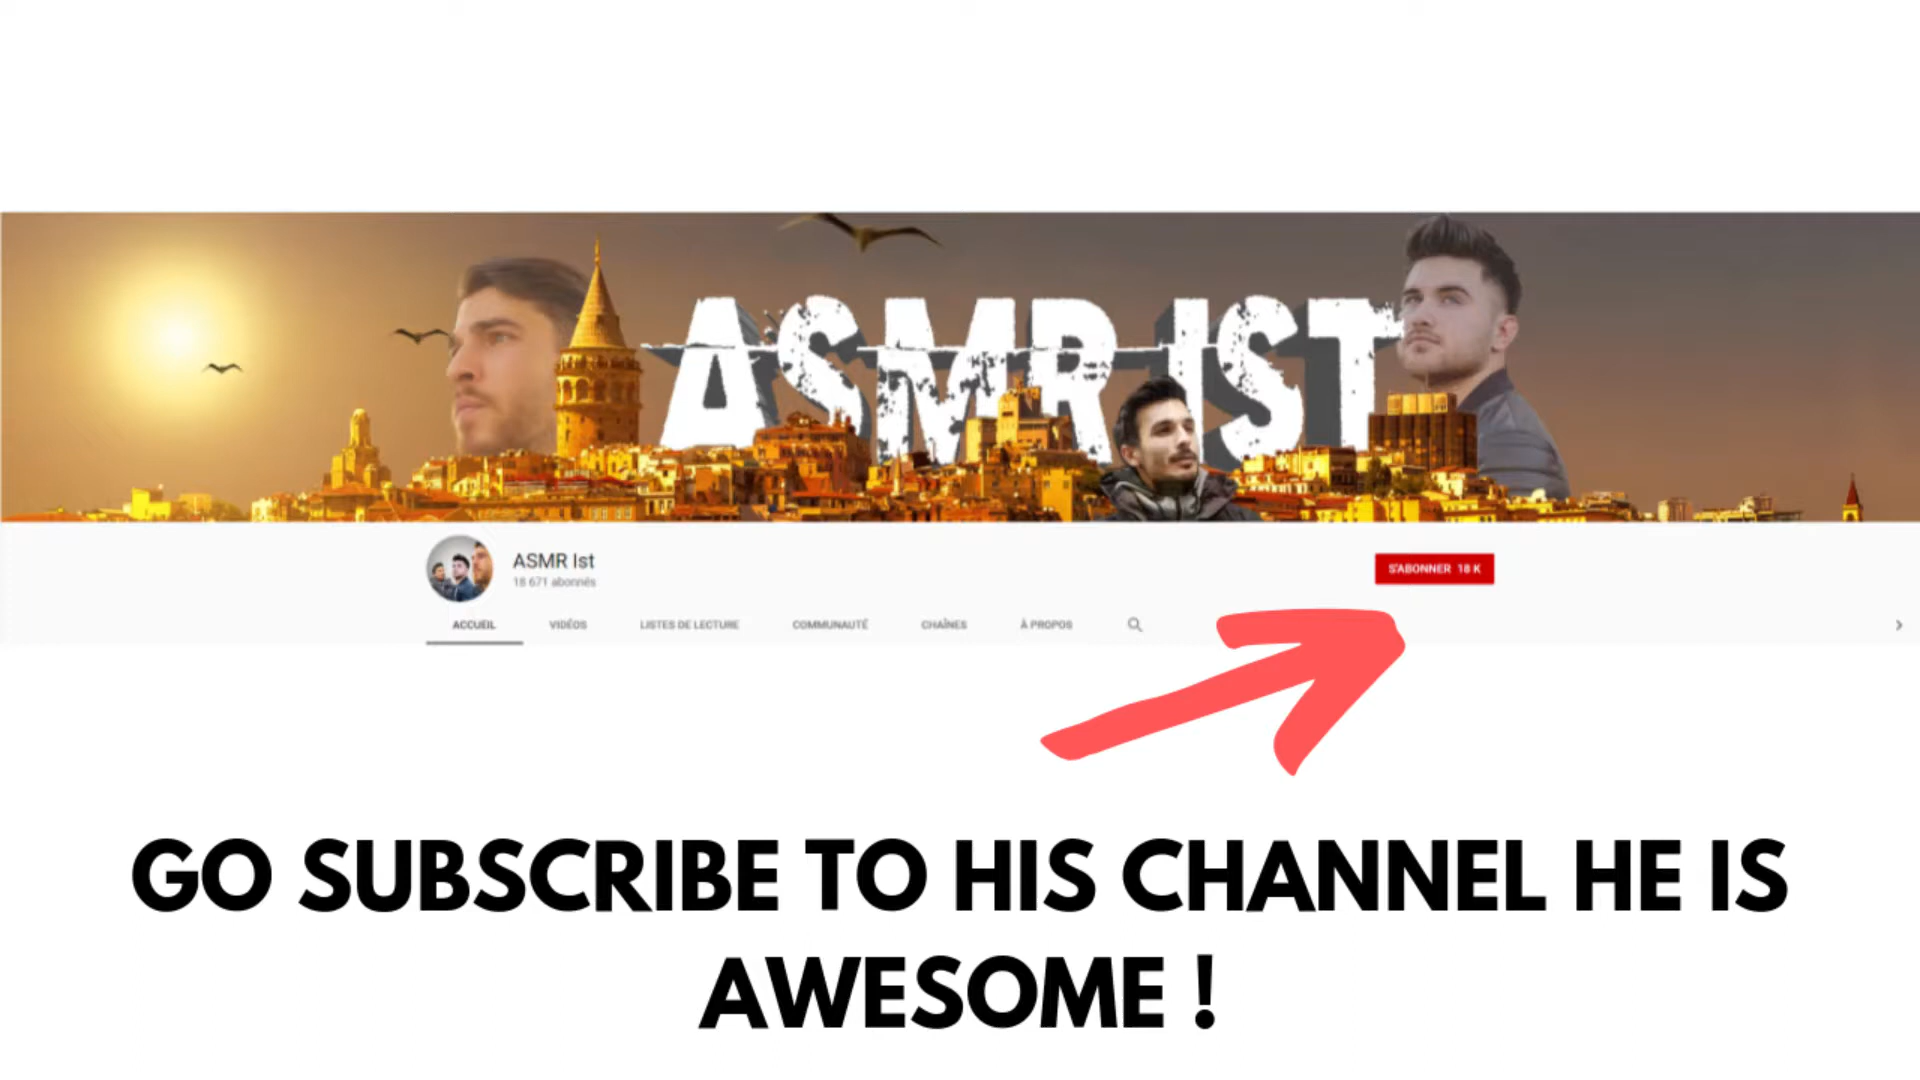 ASMR IST
ASMR Ist
18 671 abonnés
S'ABONNER 18 K
ACCUEIL VIDÉOS LISTES DE LECTURE COMMUNAUTÉ CHAÎNES À PROPOS
GO SUBSCRIBE TO HIS CHANNEL HE IS
AWESOME !